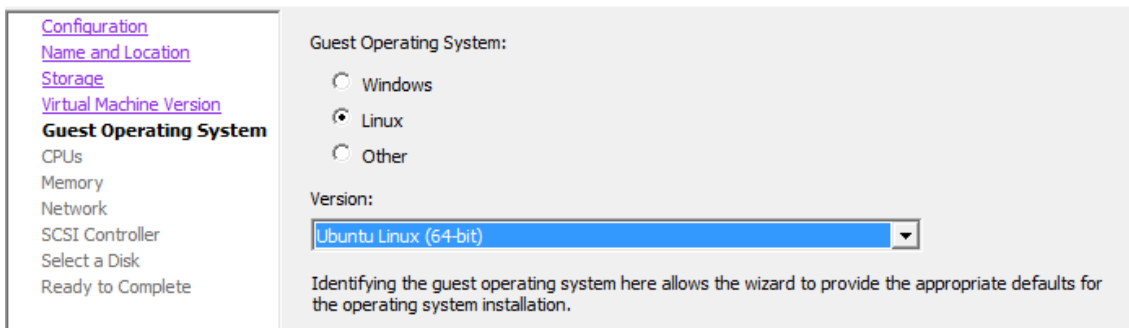 Configuration
Name and Location
Storage
Virtual Machine Version
Guest Operating System
CPUs
Memory
Network
SCSI Controller
Select a Disk
Ready to Complete
Guest Operating System:
Windows
Linux
Other
Version:
Ubuntu Linux (64-bit)
Identifying the guest operating system here allows the wizard to provide the appropriate defaults for
the operating system installation.